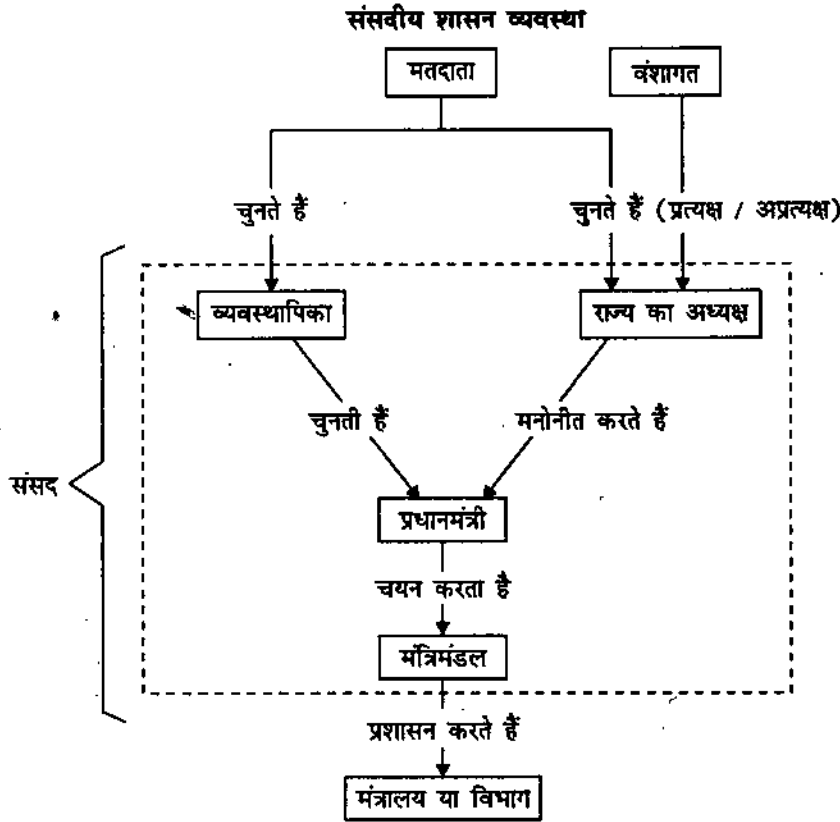 संसदीय शासन व्यवस्था
मतदाता
वंशागत
चुनते हैं
चुनते हैं (प्रत्यक्ष / अप्रत्यक्ष)
व्यवस्थापिका
राज्य का अध्यक्ष
चुनती हैं
मनोनीत करते हैं
संसद
प्रधानमंत्री
चयन करता है
मंत्रिमंडल
प्रशासन करते हैं
मंत्रालय या विभाग